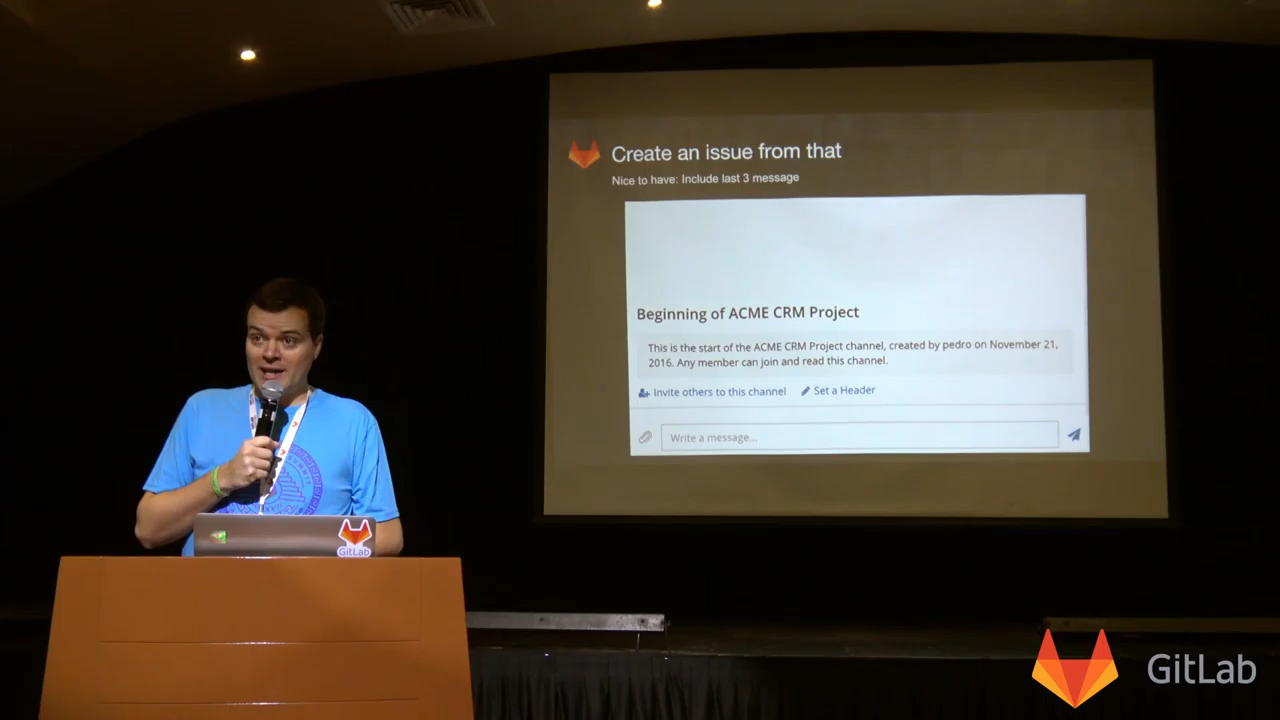 Create an issue from that
Nice to have: Include last 3 message
Beginning of ACME CRM Project
This is the start of the ACME CRM Project channel, created by pedro on November 21,
2016. Any member can join and read this channel.
Invite others to this channel
Set a Header
Write a message...
GitLab
GitLab